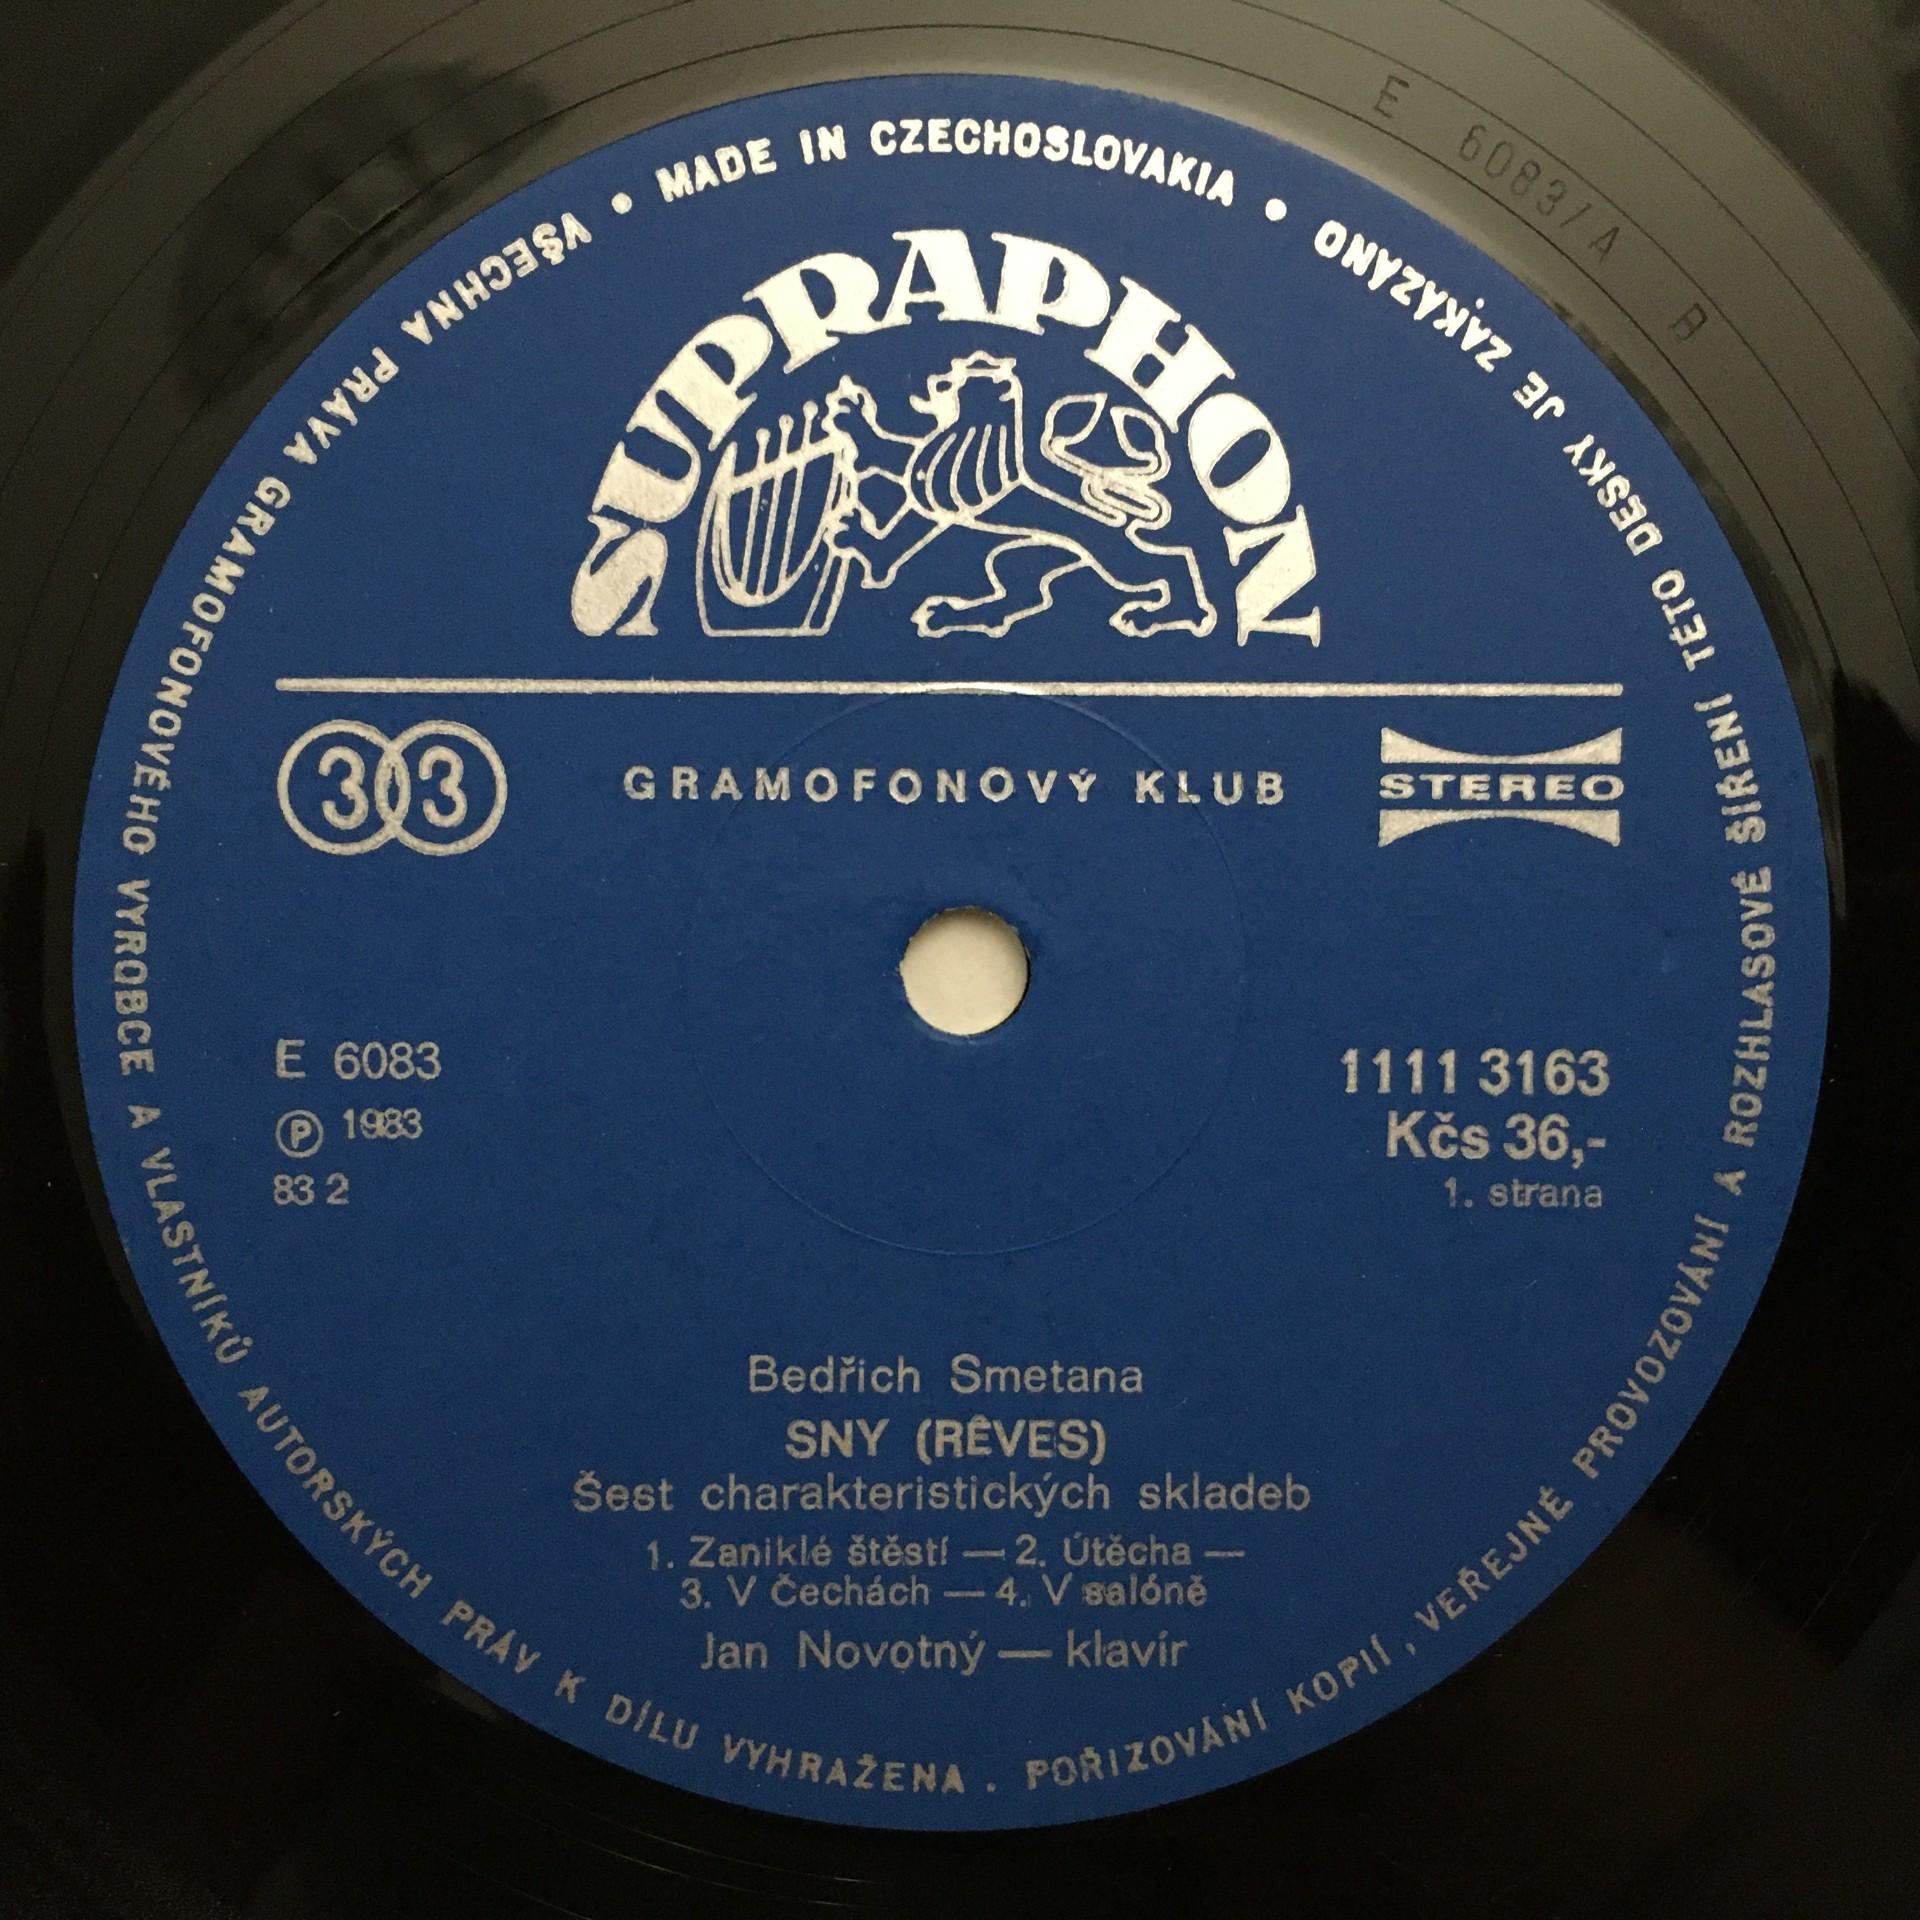 E 6083/A B
MADE IN CZECHOSLOVAKIA • VŠECHNA PRÁVA GRAMOFONOVÉHO VÝROBCE A VLASTNÍKŮ AUTORSKÝCH PRÁV K DÍLU VYHRAŽENA . POŘIZOVÁNÍ KOPIÍ , VEŘEJNÉ PROVOZOVÁNÍ A ROZHLASOVÉ ŠÍŘENÍ TÉTO DESKY JE ZAKÁZÁNO •
SUPRAPHON
33
GRAMOFONOVÝ KLUB
STEREO
E 6083
Ⓟ 1983
83 2
1111 3163
Kčs 36,-
1. strana
Bedřich Smetana
SNY (RÊVES)
Šest charakteristických skladeb
1. Zaniklé štěstí — 2. Útěcha —
3. V Čechách — 4. V salóně
Jan Novotný — klavír